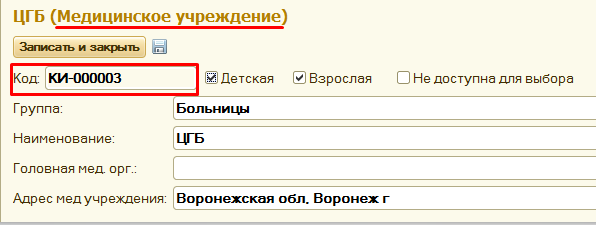 ЦГБ (Медицинское учреждение)
Записать и закрыть
Код: КИ-000003 Детская Взрослая Не доступна для выбора
Группа: Больницы
Наименование: ЦГБ
Головная мед. орг.:
Адрес мед учреждения: Воронежская обл, Воронеж г